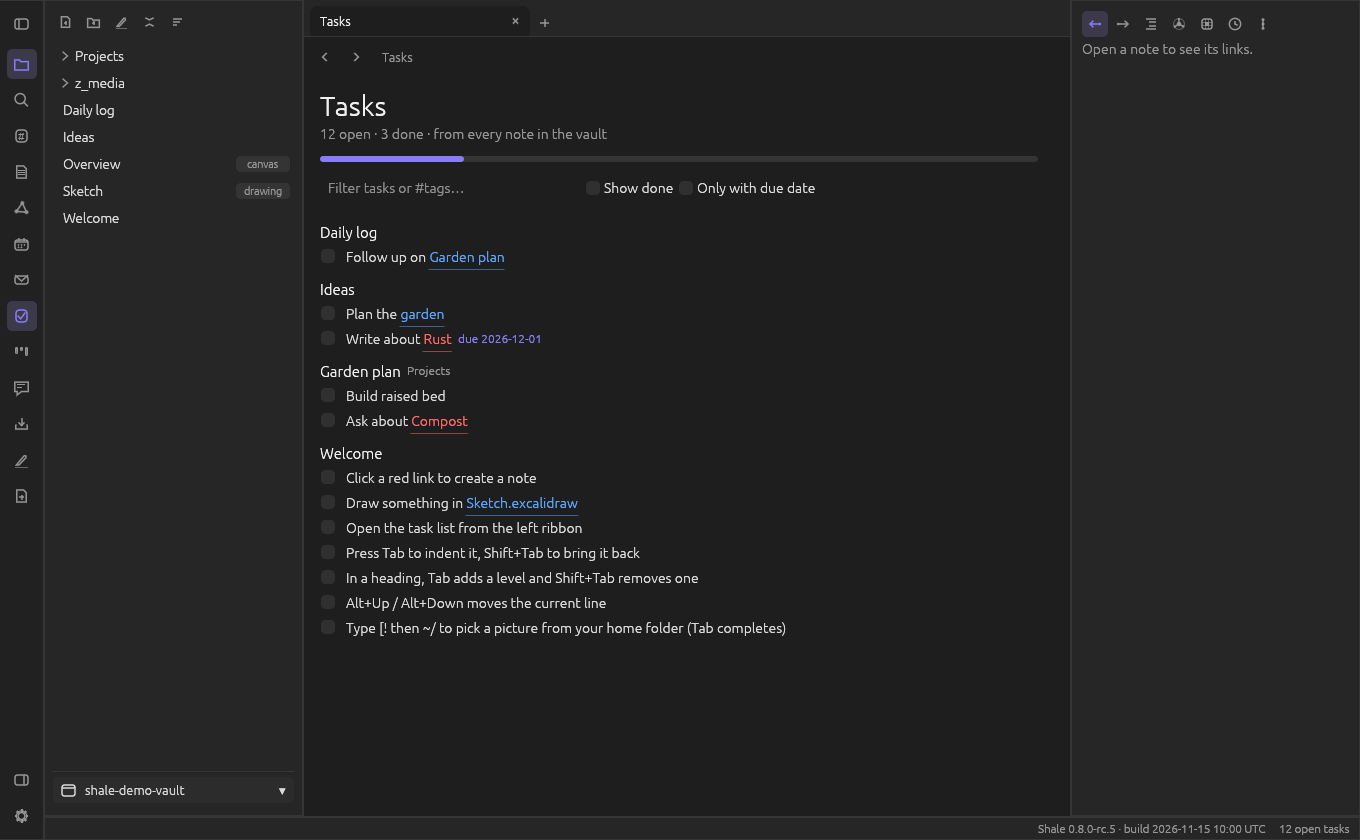 Tasks
Projects
z_media
Daily log
Ideas
Overview canvas
Sketch drawing
Welcome
shale-demo-vault
Tasks
Tasks
12 open · 3 done · from every note in the vault
Filter tasks or #tags… Show done Only with due date
Daily log
Follow up on Garden plan
Ideas
Plan the garden
Write about Rust due 2026-12-01
Garden plan Projects
Build raised bed
Ask about Compost
Welcome
Click a red link to create a note
Draw something in Sketch.excalidraw
Open the task list from the left ribbon
Press Tab to indent it, Shift+Tab to bring it back
In a heading, Tab adds a level and Shift+Tab removes one
Alt+Up / Alt+Down moves the current line
Type [! then ~/ to pick a picture from your home folder (Tab completes)
Open a note to see its links.
Shale 0.8.0-rc.5 · build 2026-11-15 10:00 UTC 12 open tasks